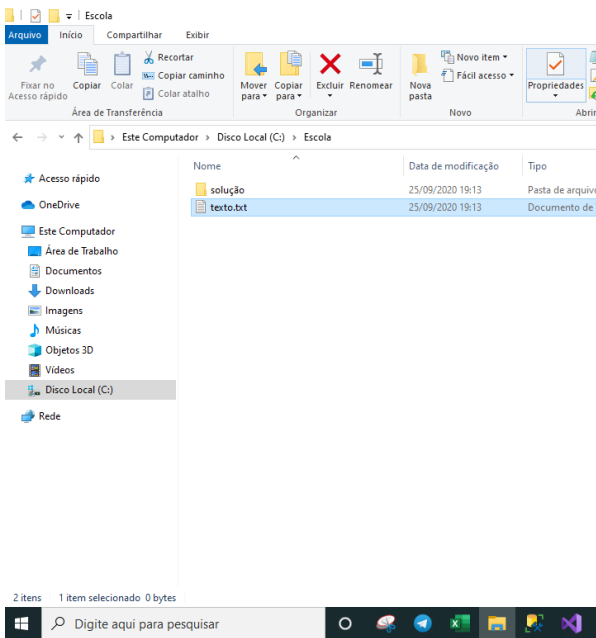 Escola
Arquivo Início Compartilhar Exibir
Fixar no Acesso rápido
Copiar
Colar
Recortar
Copiar caminho
Colar atalho
Mover para
Copiar para
Excluir
Renomear
Nova pasta
Novo item
Fácil acesso
Propriedades
Área de Transferência Organizar Novo Abrir
Este Computador > Disco Local (C:) > Escola
Nome Data de modificação Tipo
solução 25/09/2020 19:13 Pasta de arquivo
texto.txt 25/09/2020 19:13 Documento de
Acesso rápido
OneDrive
Este Computador
Área de Trabalho
Documentos
Downloads
Imagens
Músicas
Objetos 3D
Vídeos
Disco Local (C:)
Rede
2 itens 1 item selecionado 0 bytes
Digite aqui para pesquisar